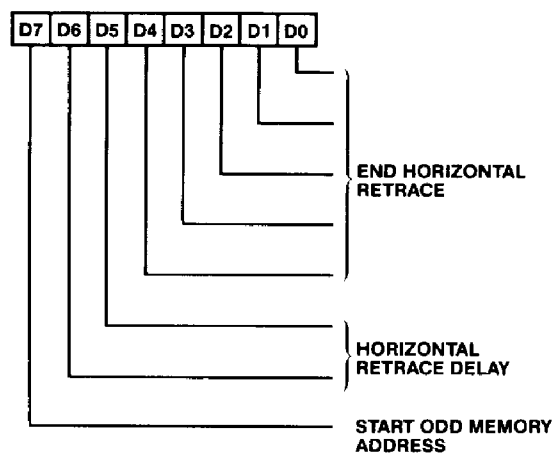 D7 D6 D5 D4 D3 D2 D1 D0
END HORIZONTAL
RETRACE
HORIZONTAL
RETRACE DELAY
START ODD MEMORY
ADDRESS